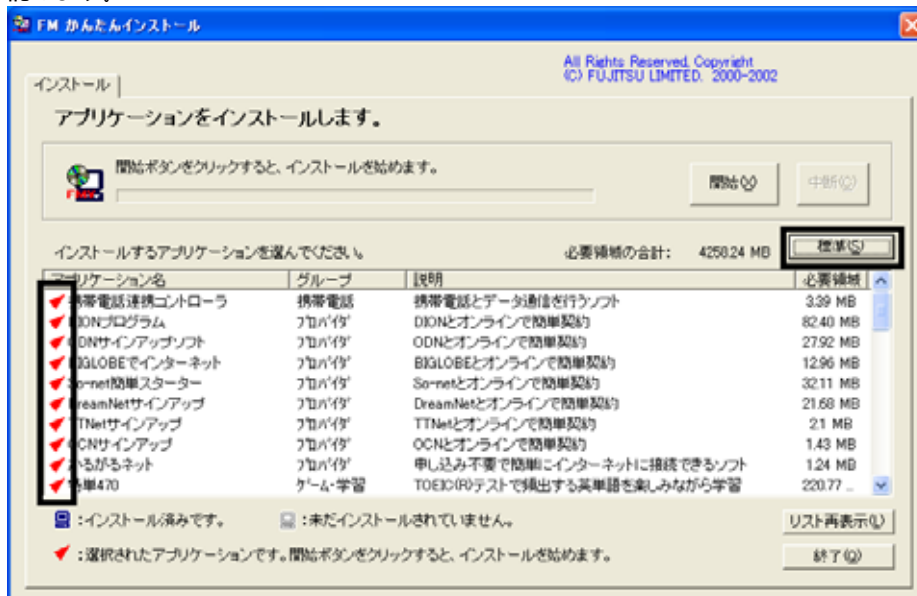 FM かんたんインストール
All Rights Reserved, Copyright
(C) FUJITSU LIMITED. 2000-2002
インストール
アプリケーションをインストールします。
開始ボタンをクリックすると、インストールを始めます。
開始(X) 中断(C)
インストールするアプリケーションを選んでください。 必要領域の合計: 4258.24 MB 標準(S)
アプリケーション名 グループ 説明 必要領域
携帯電話連携コントローラ 携帯電話 携帯電話とデータ通信を行うソフト 3.39 MB
DIONプログラム プロバイダ DIONとオンラインで簡単契約 82.40 MB
ODNサインアップソフト プロバイダ ODNとオンラインで簡単契約 27.92 MB
BIGLOBEでインターネット プロバイダ BIGLOBEとオンラインで簡単契約 12.96 MB
So-net簡単スターター プロバイダ So-netとオンラインで簡単契約 32.11 MB
DreamNetサインアップ プロバイダ DreamNetとオンラインで簡単契約 21.68 MB
TTNetサインアップ プロバイダ TTNetとオンラインで簡単契約 2.1 MB
OCNサインアップ プロバイダ OCNとオンラインで簡単契約 1.43 MB
かるがるネット プロバイダ 申し込み不要で簡単にインターネットに接続できるソフト 1.24 MB
単470 ゲーム・学習 TOEIC(R)テストで頻出する英単語を楽しみながら学習 220.77 ...
:インストール済みです。 :未だインストールされていません。 リスト再表示(L)
:選択されたアプリケーションです。開始ボタンをクリックすると、インストールを始めます。 終了(Q)